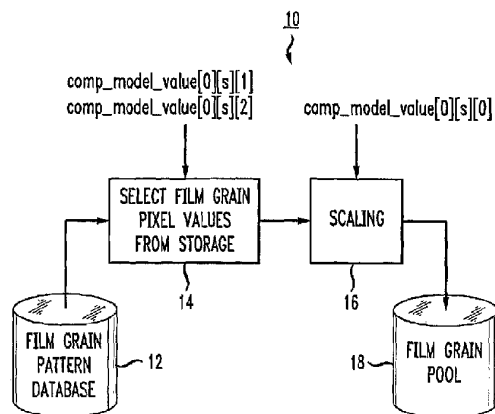 10
comp_model_value[0][s][1]
comp_model_value[0][s][2]
comp_model_value[0][s][0]
SELECT FILM GRAIN
PIXEL VALUES
FROM STORAGE
SCALING
14
16
FILM GRAIN
PATTERN
DATABASE
12
FILM GRAIN
POOL
18